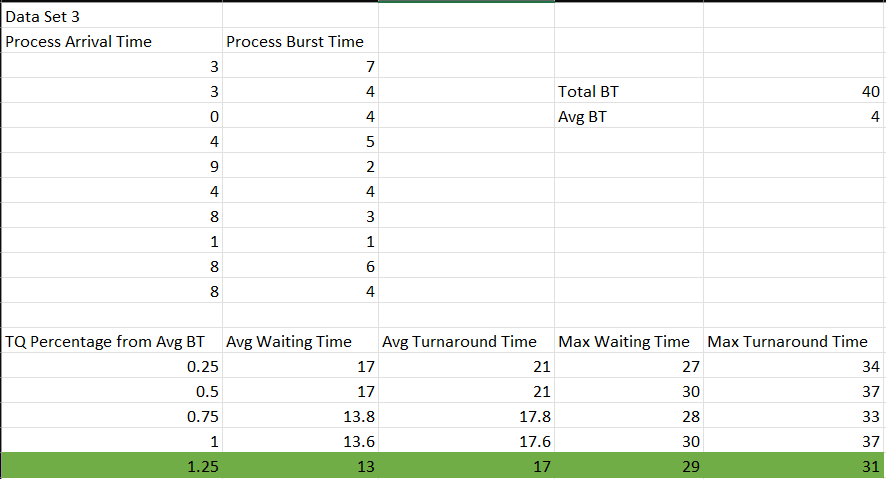 Data Set 3
Process Arrival Time Process Burst Time
3 7
3 4 Total BT 40
0 4 Avg BT 4
4 5
9 2
4 4
8 3
1 1
8 6
8 4
TQ Percentage from Avg BT Avg Waiting Time Avg Turnaround Time Max Waiting Time Max Turnaround Time
0.25 17 21 27 34
0.5 17 21 30 37
0.75 13.8 17.8 28 33
1 13.6 17.6 30 37
1.25 13 17 29 31